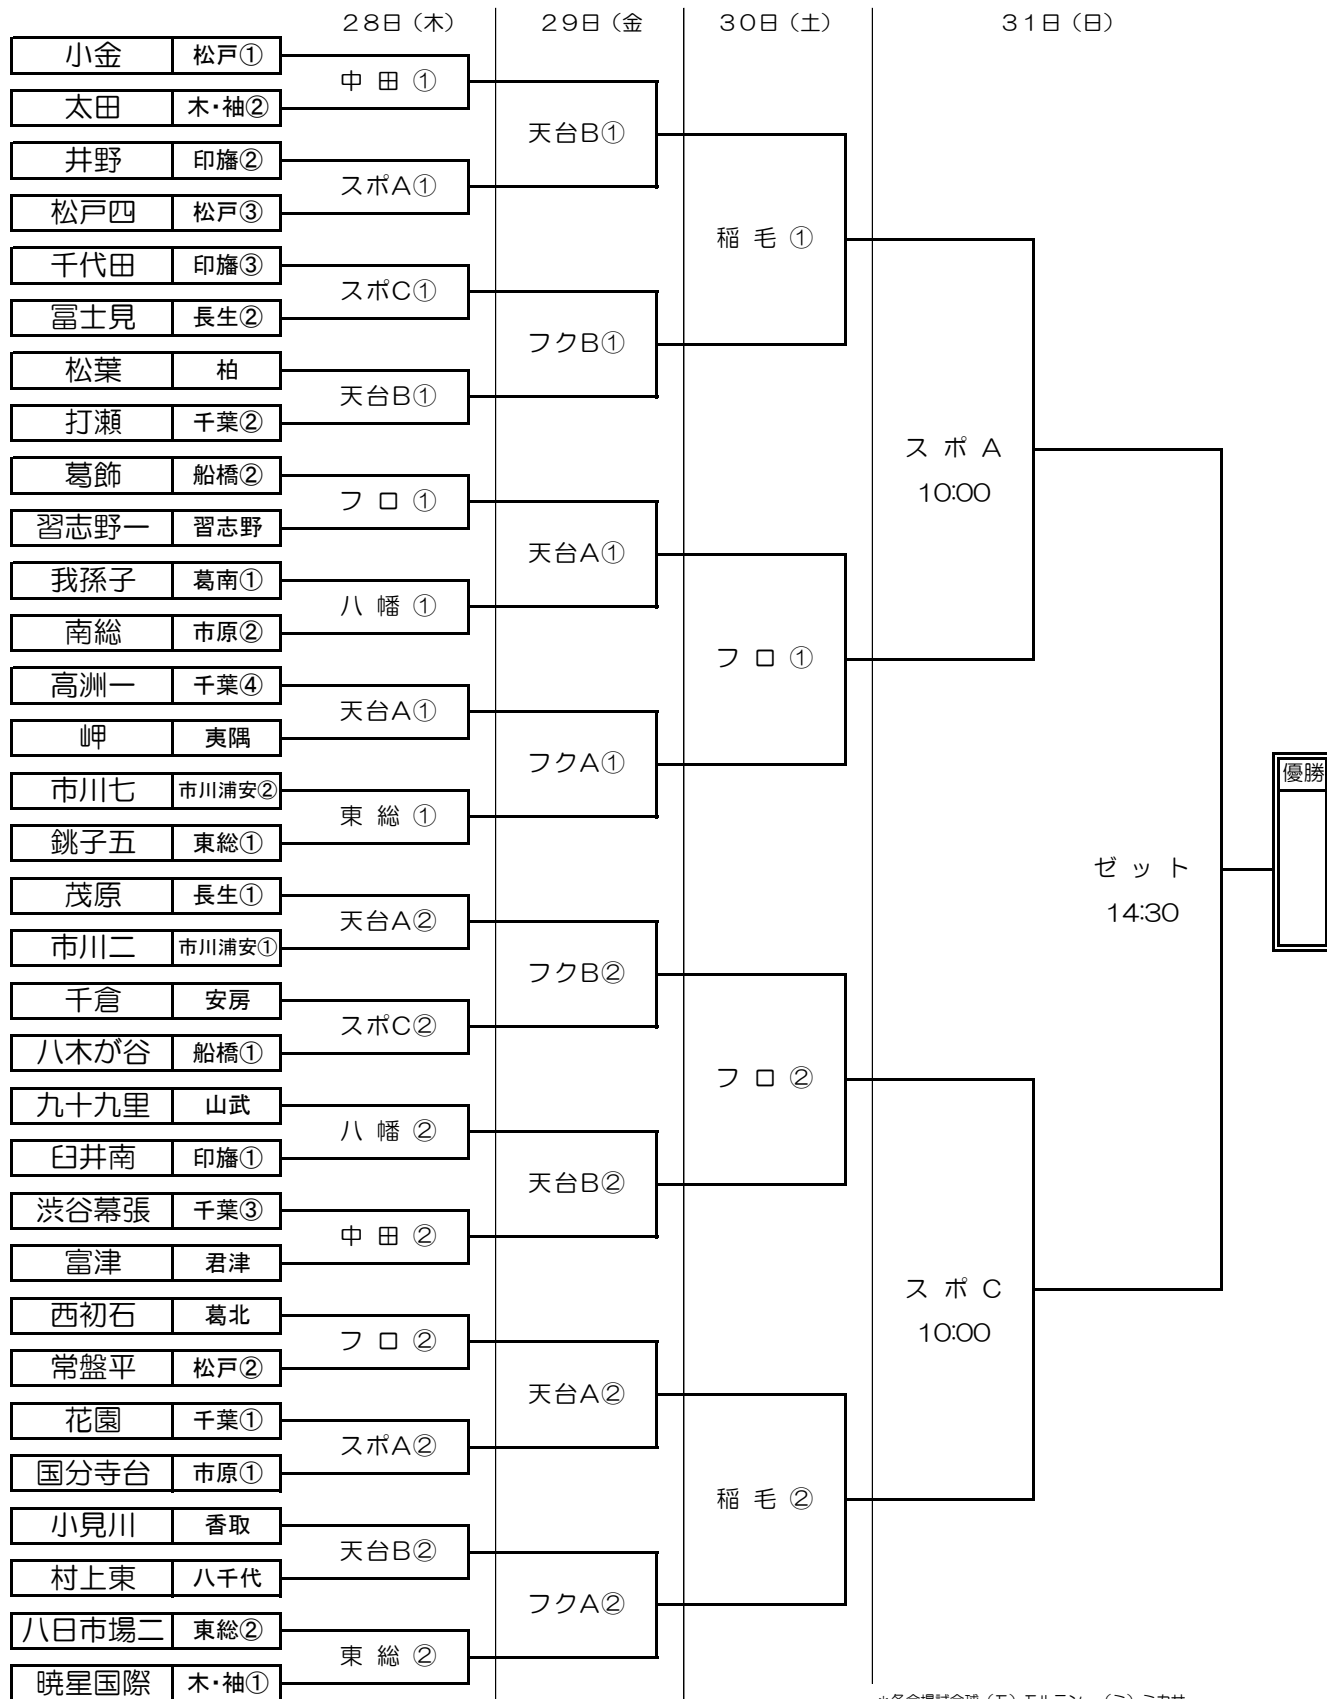 28日（木） 29日（金 30日（土） 31日（日）
小金 松戸①
中 田 ①
太田 木・袖②
天台B①
井野 印旛②
スポA①
松戸四 松戸③
稲 毛 ①
千代田 印旛③
スポC①
冨士見 長生②
フクB①
松葉 柏
天台B①
打瀬 千葉②
ス ポ A
葛飾 船橋②
10:00
フ ロ ①
習志野一 習志野
天台A①
我孫子 葛南①
八 幡 ①
南総 市原②
フ ロ ①
高洲一 千葉④
天台A①
岬 夷隅
フクA①
優勝
市川七 市川浦安②
東 総 ①
銚子五 東総①
ゼ ッ ト
茂原 長生①
14:30
天台A②
市川二 市川浦安①
フクB②
千倉 安房
スポC②
八木が谷 船橋①
フ ロ ②
九十九里 山武
八 幡 ②
臼井南 印旛①
天台B②
渋谷幕張 千葉③
中 田 ②
富津 君津
ス ポ C
西初石 葛北
10:00
フ ロ ②
常盤平 松戸②
天台A②
花園 千葉①
スポA②
国分寺台 市原①
稲 毛 ②
小見川 香取
天台B②
村上東 八千代
フクA②
八日市場二 東総②
東 総 ②
暁星国際 木・袖①